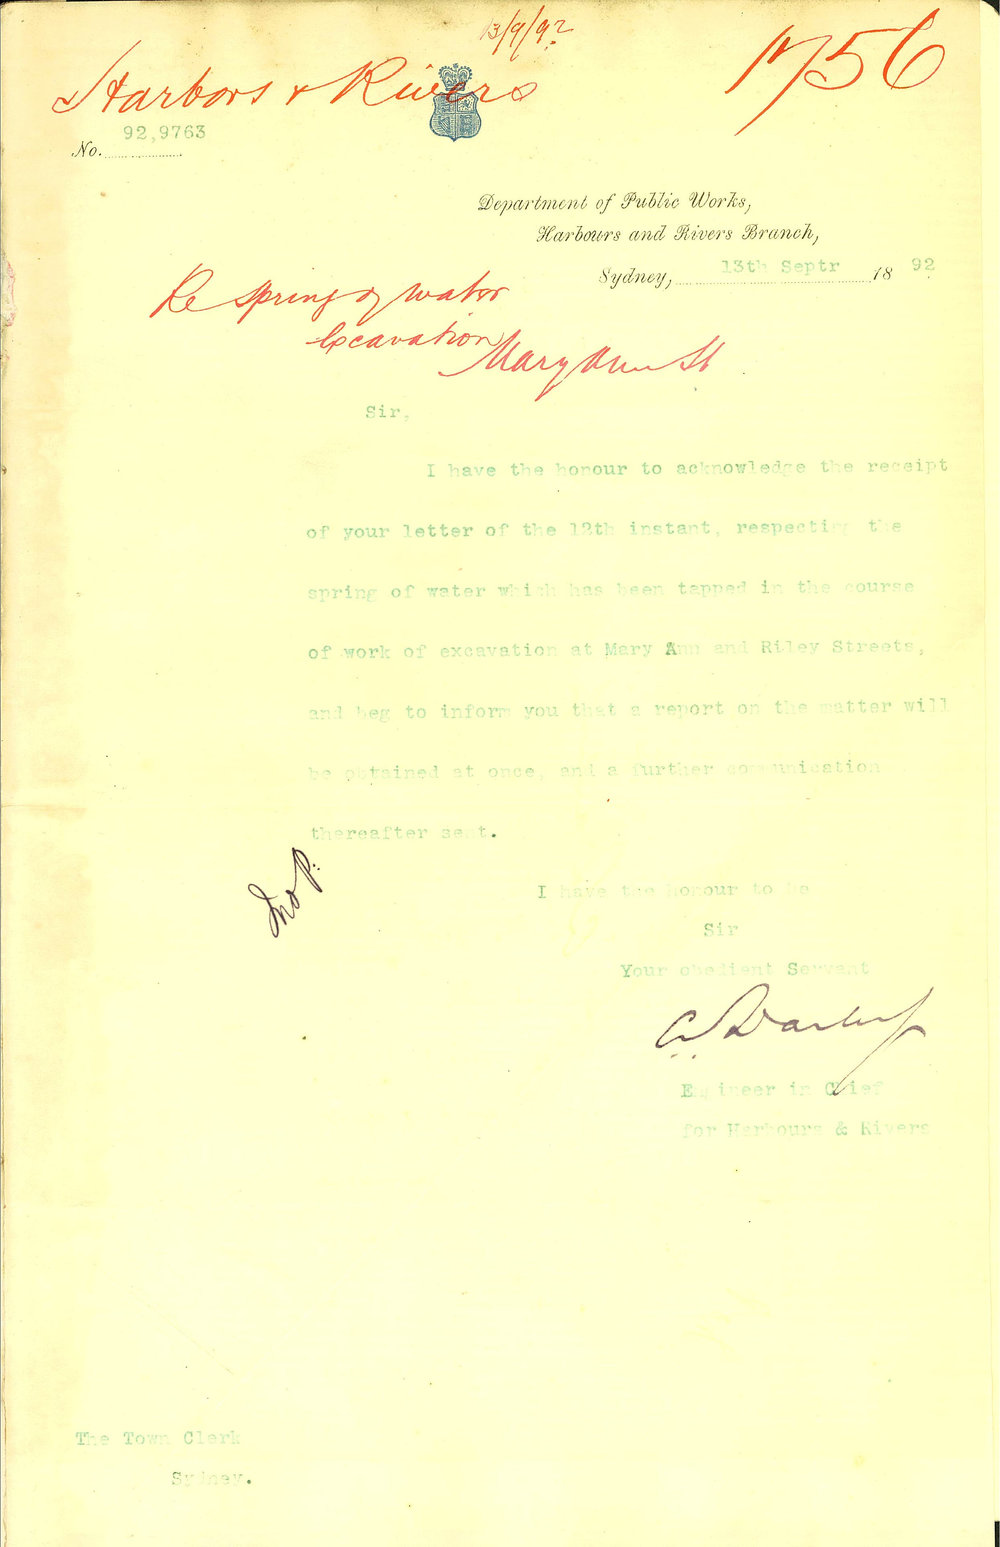 13/9/92
Harbors & Rivers
1756
92,9763
No.
Department of Public Works,
Harbours and Rivers Branch,
Sydney, 13th Septr 1892
Re spring of water
Excavation Mary Ann St
Sir,
I have the honour to acknowledge the receipt
of your letter of the 12th instant, respecting the
spring of water which has been tapped in the course
of work of excavation at Mary Ann and Riley Streets,
and beg to inform you that a report on the matter will
be obtained at once, and a further communication
thereafter sent.
I have the honour to be
Sir
Your obedient Servant
C Darley
Engineer in Chief
for Harbours & Rivers
The Town Clerk
Sydney.